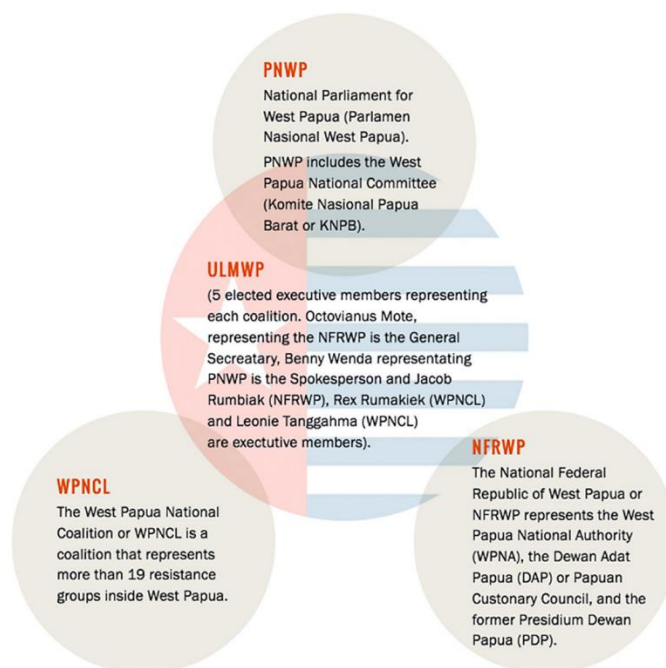 PNWP
National Parliament for
West Papua (Parlamen
Nasional West Papua).
PNWP includes the West
Papua National Committee
(Komite Nasional Papua
Barat or KNPB).
ULMWP
(5 elected executive members representing
each coalition. Octovianus Mote,
representing the NFRWP is the General
Secreatary, Benny Wenda representating
PNWP is the Spokesperson and Jacob
Rumbiak (NFRWP), Rex Rumakiek (WPNCL)
and Leonie Tanggahma (WPNCL)
are exectutive members).
WPNCL
The West Papua National
Coalition or WPNCL is a
coalition that represents
more than 19 resistance
groups inside West Papua.
NFRWP
The National Federal
Republic of West Papua or
NFRWP represents the West
Papua National Authority
(WPNA), the Dewan Adat
Papua (DAP) or Papuan
Custonary Council, and the
former Presidium Dewan
Papua (PDP).